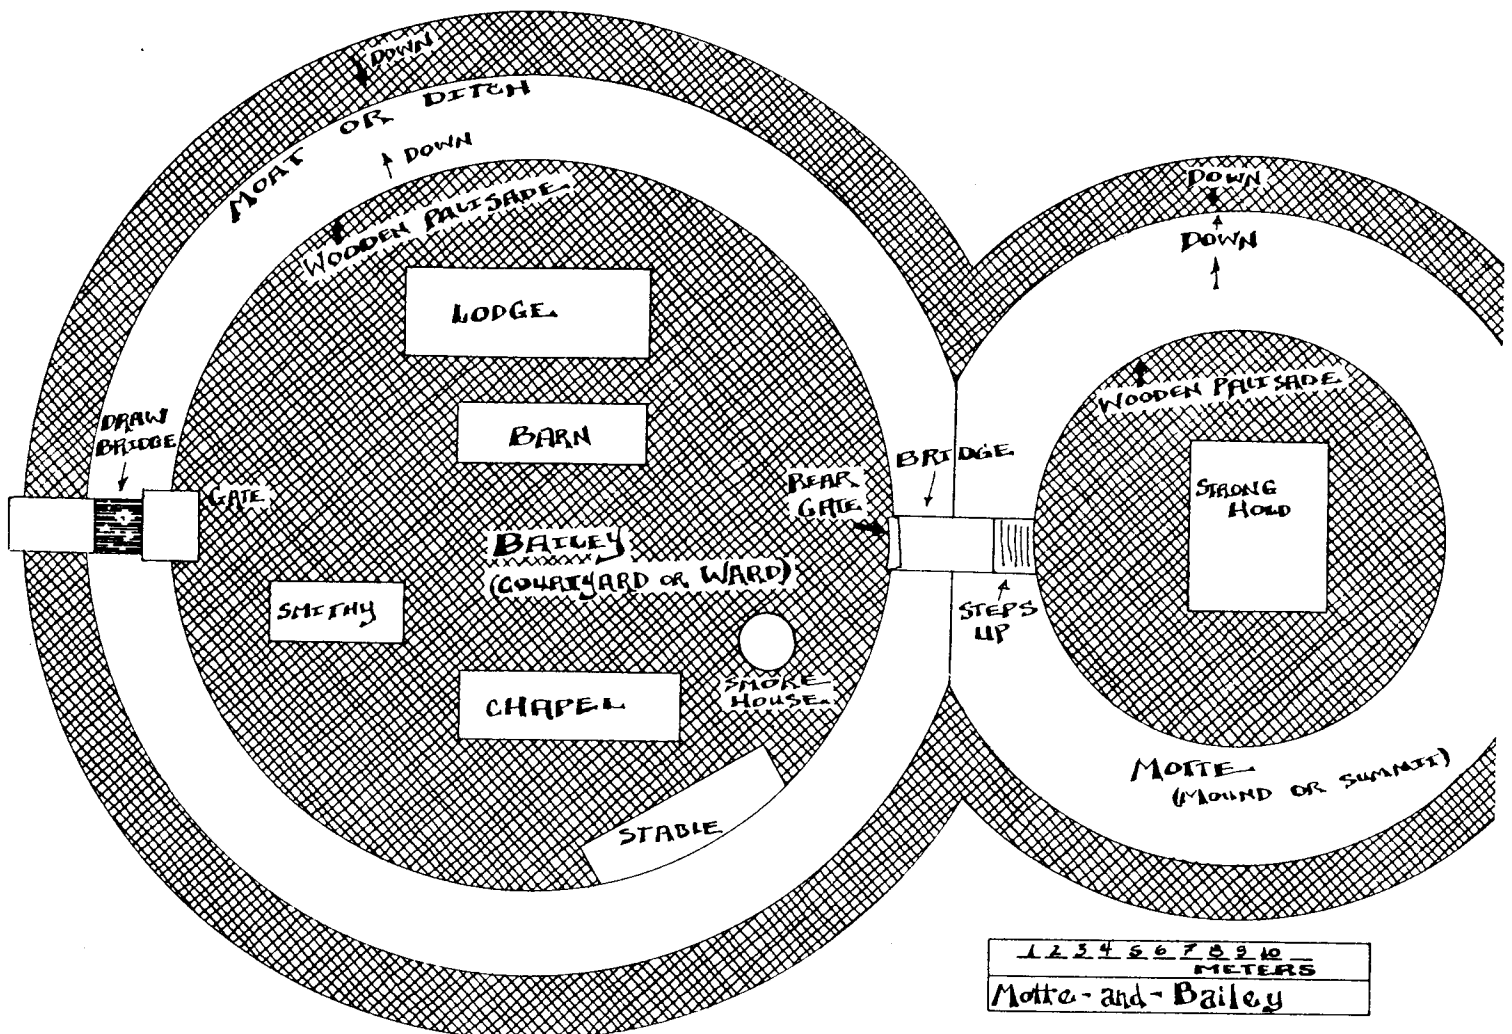 DOWN
MOAT OR DITCH
DOWN
WOODEN PALISADE
LODGE
BARN
DRAW
BRIDGE
GATE
BAILEY
(COURTYARD OR WARD)
SMITHY
CHAPEL
SMOKE
HOUSE
STABLE
REAR
GATE
BRIDGE
STEPS
UP
DOWN
DOWN
WOODEN PALISADE
STRONG
HOLD
MOTTE
(MOUND OR SUMMIT)
1 2 3 4 5 6 7 8 9 10
METERS
Motte-and-Bailey